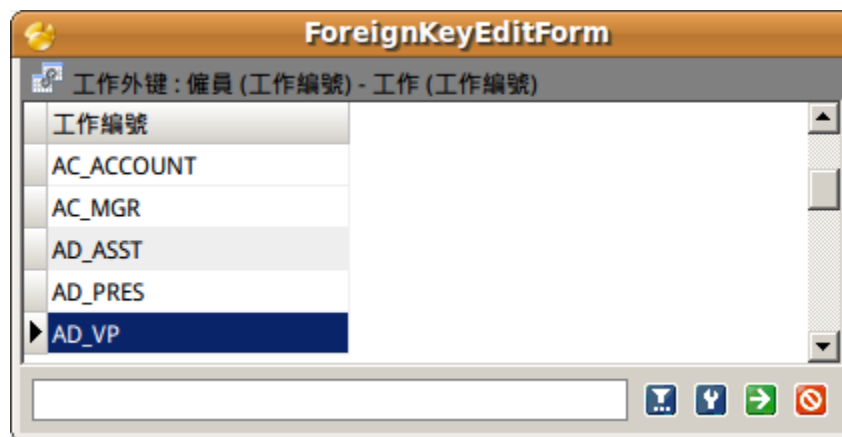 ForeignKeyEditForm
工作外键 : 僱員 (工作編號) - 工作 (工作編號)
工作編號
AC_ACCOUNT
AC_MGR
AD_ASST
AD_PRES
AD_VP